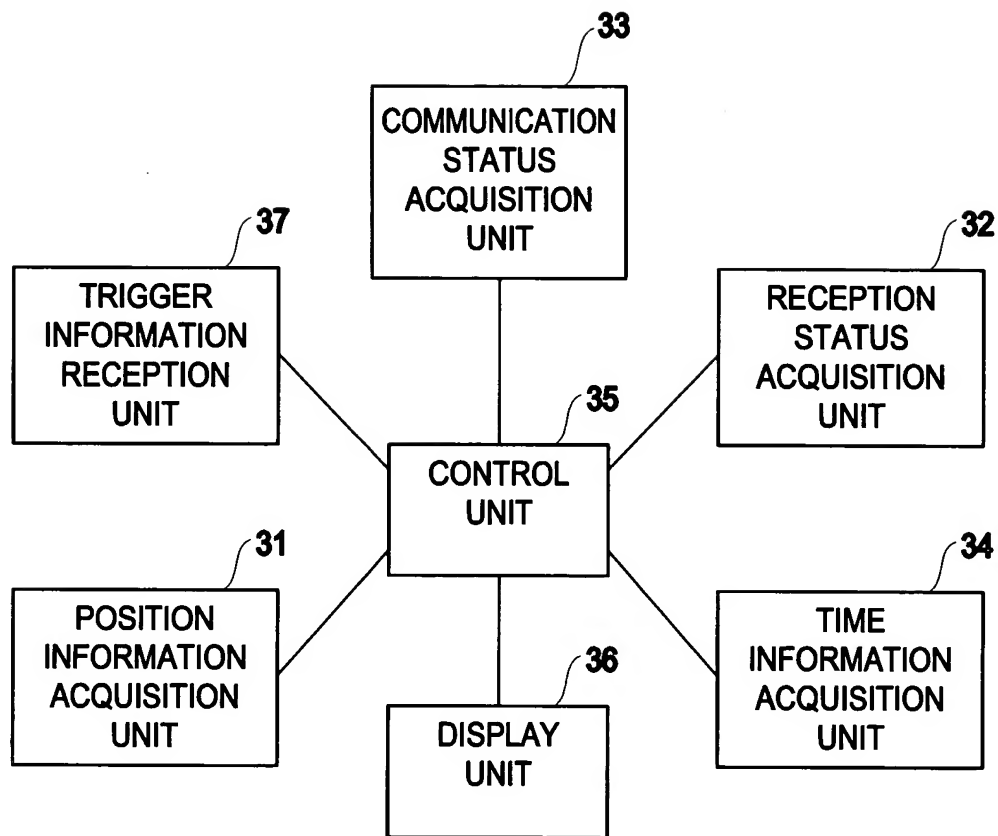 33
COMMUNICATION
STATUS
ACQUISITION
UNIT
37
TRIGGER
INFORMATION
RECEPTION
UNIT
32
RECEPTION
STATUS
ACQUISITION
UNIT
35
CONTROL
UNIT
31
POSITION
INFORMATION
ACQUISITION
UNIT
36
DISPLAY
UNIT
34
TIME
INFORMATION
ACQUISITION
UNIT